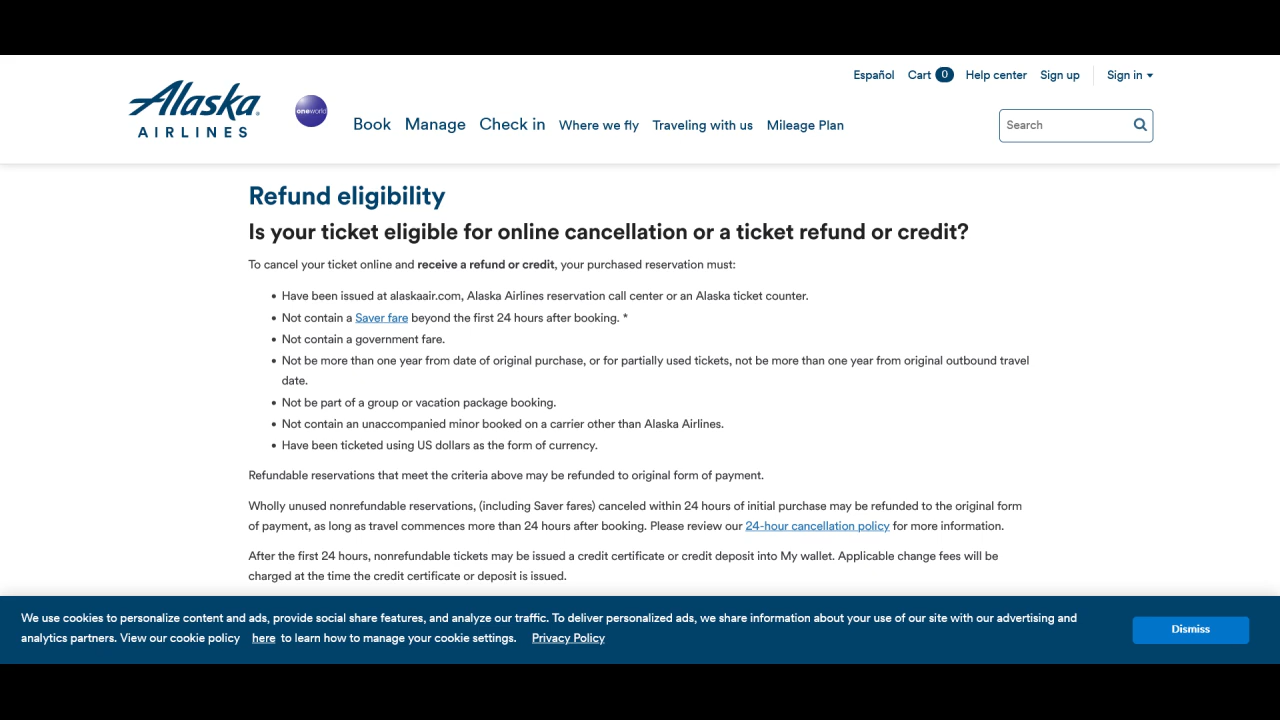 Español Cart 0 Help center Sign up Sign in
Alaska
AIRLINES
oneworld
Book Manage Check in Where we fly Traveling with us Mileage Plan
Search
Refund eligibility
Is your ticket eligible for online cancellation or a ticket refund or credit?
To cancel your ticket online and receive a refund or credit, your purchased reservation must:
• Have been issued at alaskaair.com, Alaska Airlines reservation call center or an Alaska ticket counter.
• Not contain a Saver fare beyond the first 24 hours after booking. *
• Not contain a government fare.
• Not be more than one year from date of original purchase, or for partially used tickets, not be more than one year from original outbound travel
date.
• Not be part of a group or vacation package booking.
• Not contain an unaccompanied minor booked on a carrier other than Alaska Airlines.
• Have been ticketed using US dollars as the form of currency.
Refundable reservations that meet the criteria above may be refunded to original form of payment.
Wholly unused nonrefundable reservations, (including Saver fares) canceled within 24 hours of initial purchase may be refunded to the original form
of payment, as long as travel commences more than 24 hours after booking. Please review our 24-hour cancellation policy for more information.
After the first 24 hours, nonrefundable tickets may be issued a credit certificate or credit deposit into My wallet. Applicable change fees will be
charged at the time the credit certificate or deposit is issued.
We use cookies to personalize content and ads, provide social share features, and analyze our traffic. To deliver personalized ads, we share information about your use of our site with our advertising and
analytics partners. View our cookie policy here to learn how to manage your cookie settings. Privacy Policy
Dismiss